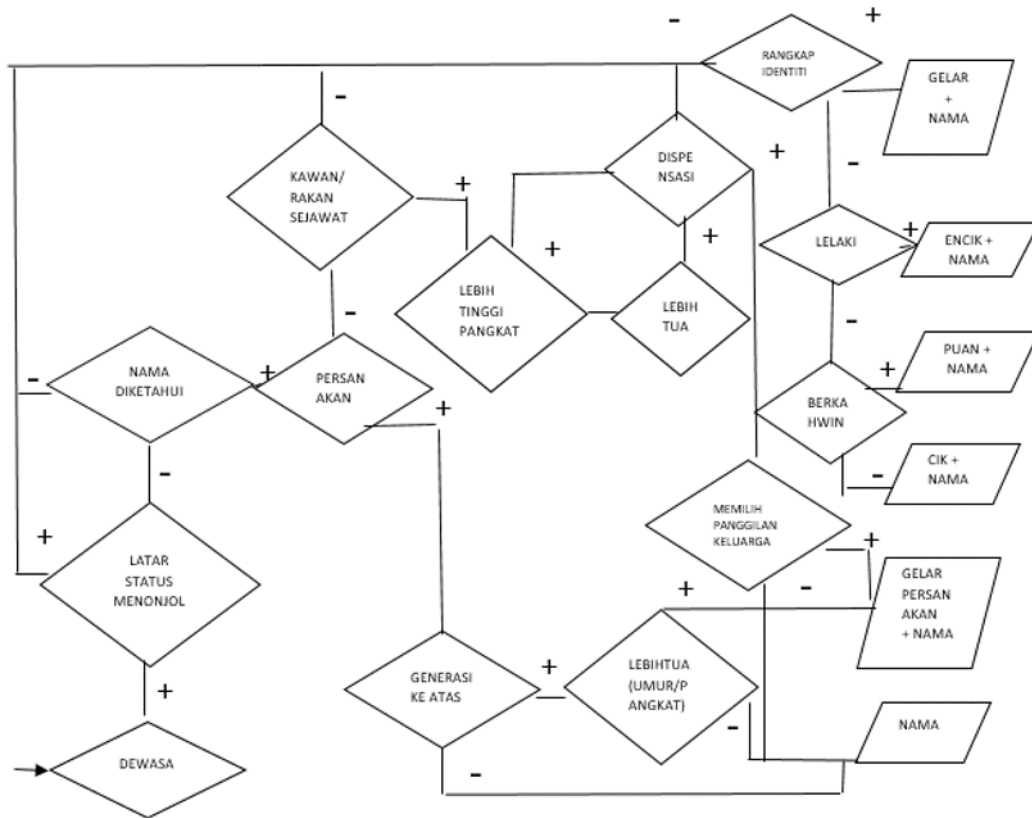 -
+
RANGKAP
IDENTITI
GELAR
+
NAMA
-
-
-
KAWAN/
RAKAN
SEJAWAT
+
DISPE
NSASI
+
-
LELAKI
+
ENCIK +
NAMA
+
+
LEBIH
TINGGI
PANGKAT
LEBIH
TUA
-
-
NAMA
DIKETAHUI
-
+
PERSAN
AKAN
+
PUAN +
NAMA
+
BERKA
HWIN
+
-
CIK +
NAMA
-
MEMILIH
PANGGILAN
KELUARGA
+
LATAR
STATUS
MENONJOL
+
-
+
GELAR
PERSAN
AKAN
+ NAMA
GENERASI
KE ATAS
+
LEBIHTUA
(UMUR/P
ANGKAT)
+
-
NAMA
DEWASA
-